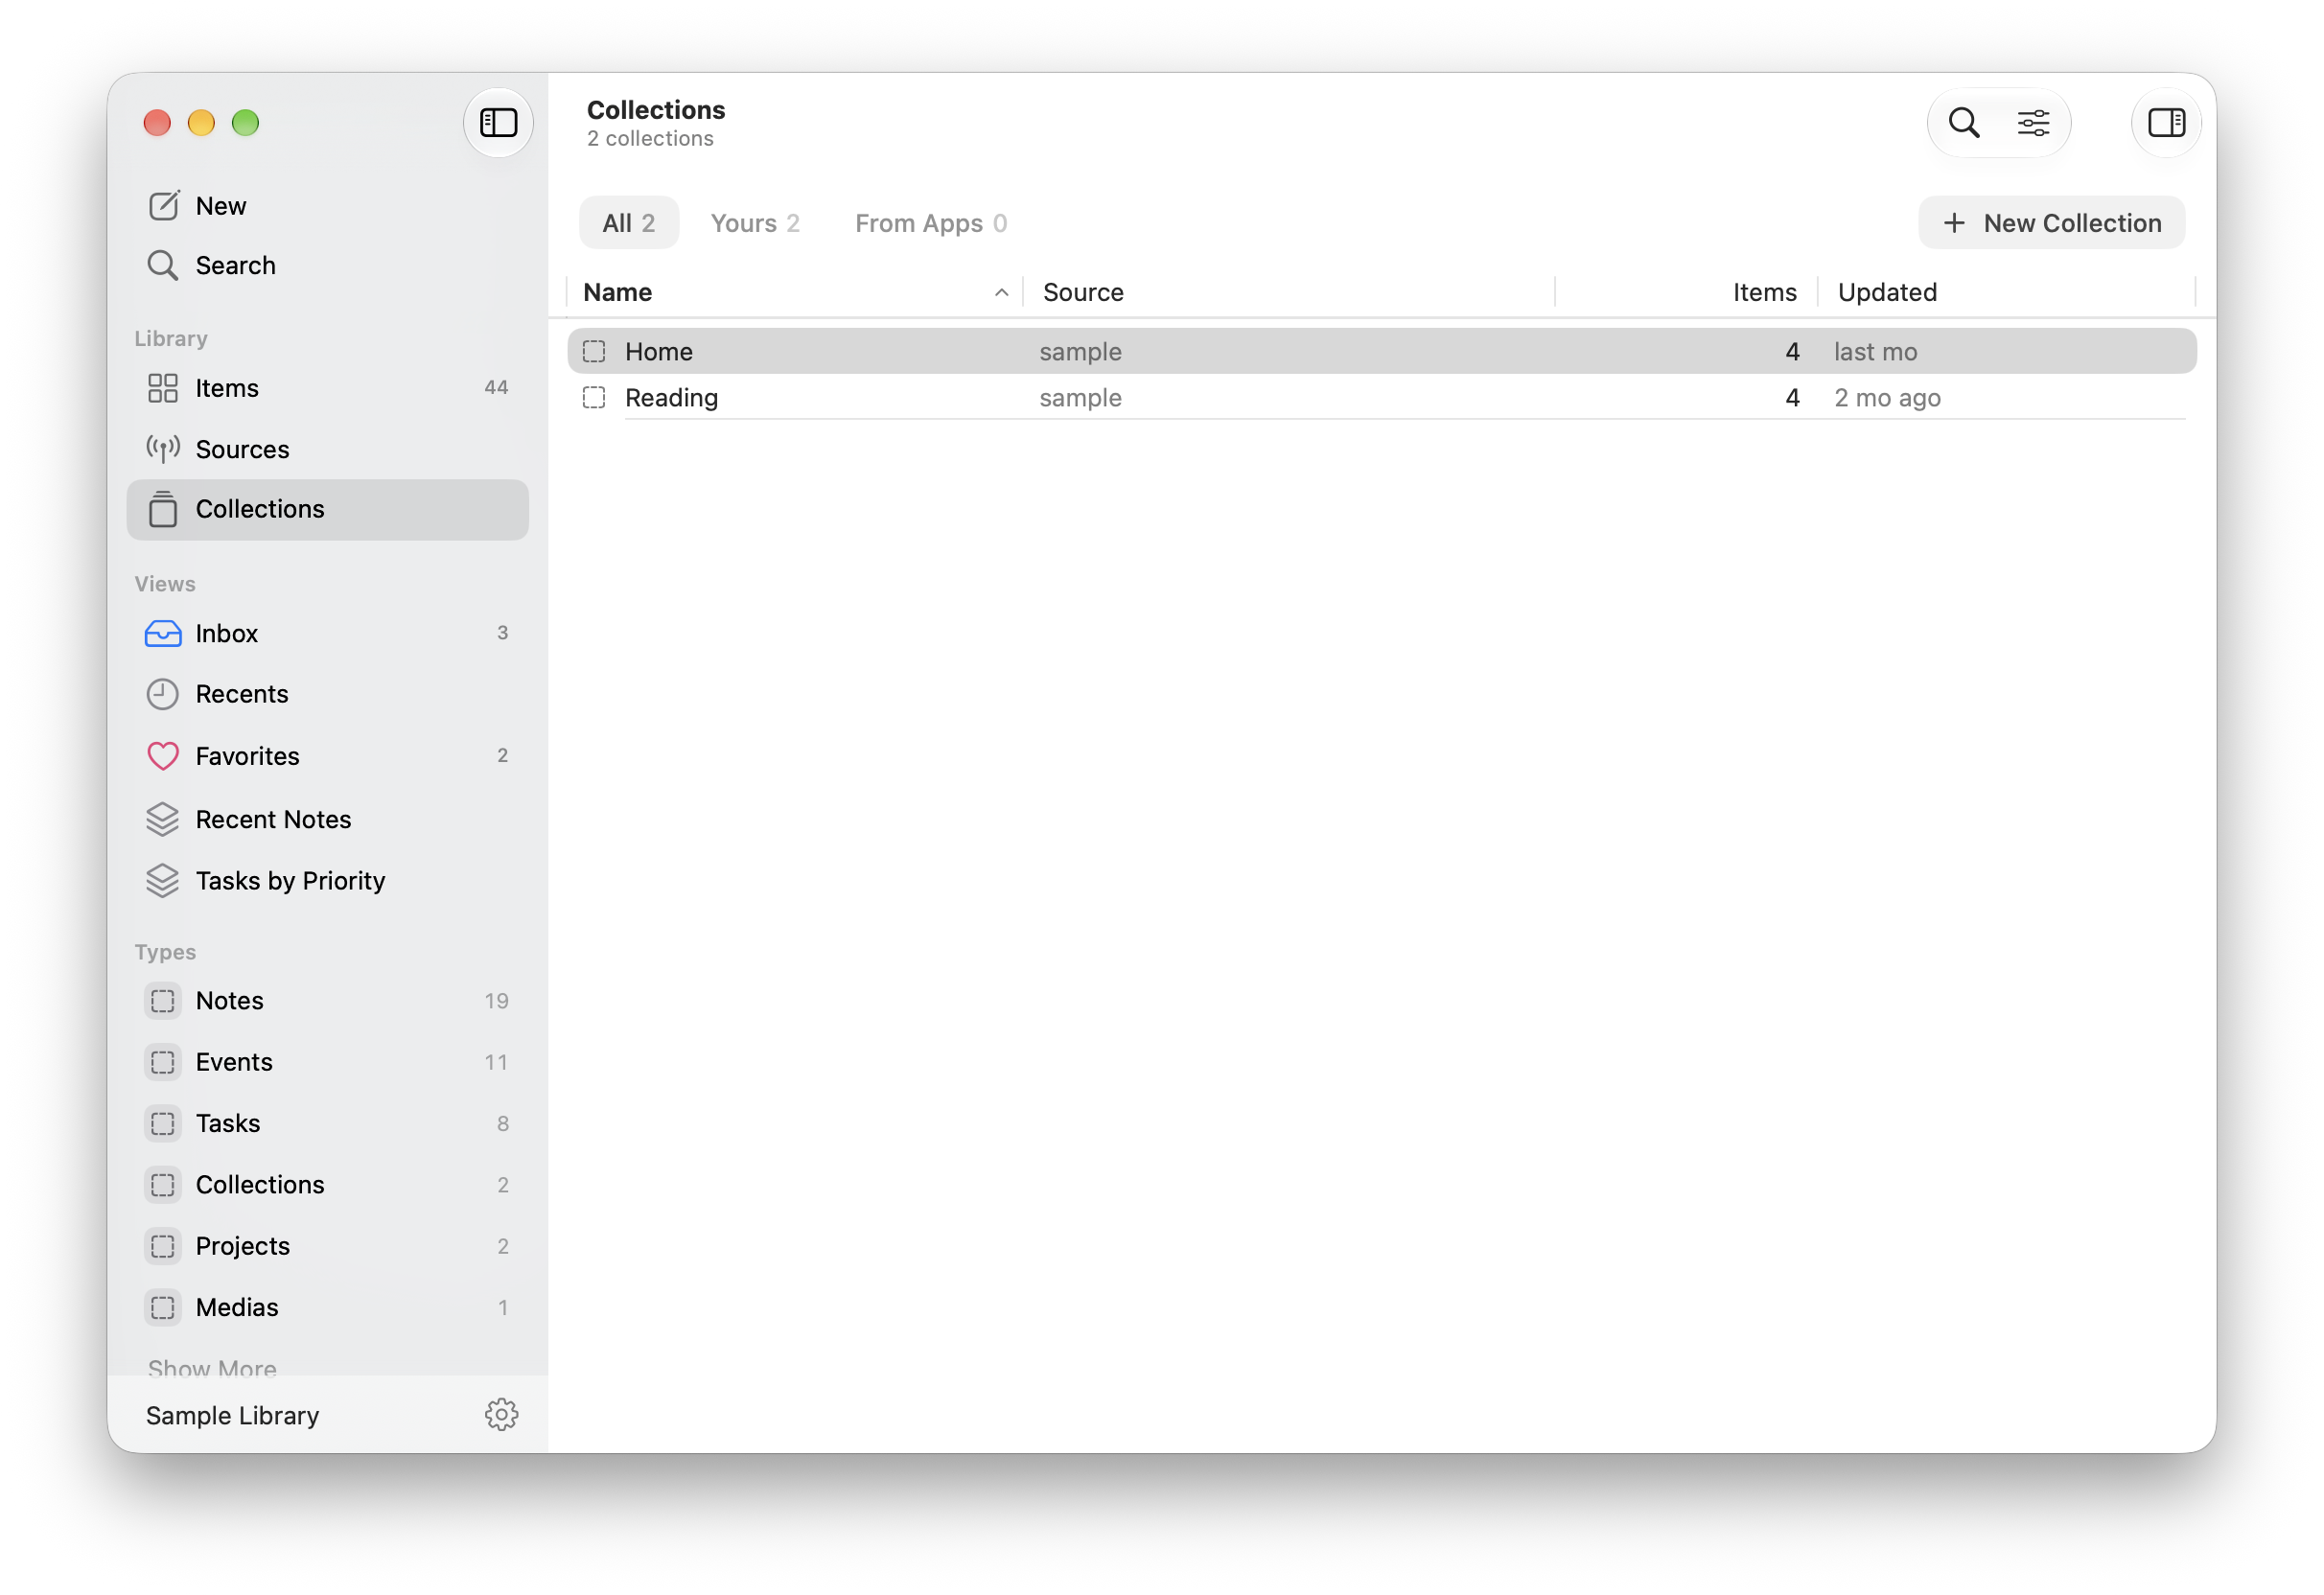 Collections
2 collections
New
Search
Library
Items 44
Sources
Collections
Views
Inbox 3
Recents
Favorites 2
Recent Notes
Tasks by Priority
Types
Notes 19
Events 11
Tasks 8
Collections 2
Projects 2
Medias 1
Show More
Sample Library
All 2 Yours 2 From Apps 0 New Collection
Name Source Items Updated
Home sample 4 last mo
Reading sample 4 2 mo ago